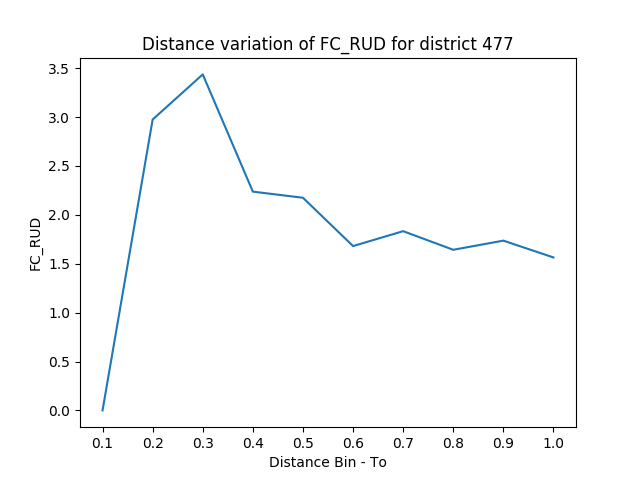 Distance variation of FC_RUD for district 477
3.5
3.0
2.5
2.0
1.5
1.0
0.5
0.0
FC_RUD
0.1 0.2 0.3 0.4 0.5 0.6 0.7 0.8 0.9 1.0
Distance Bin - To